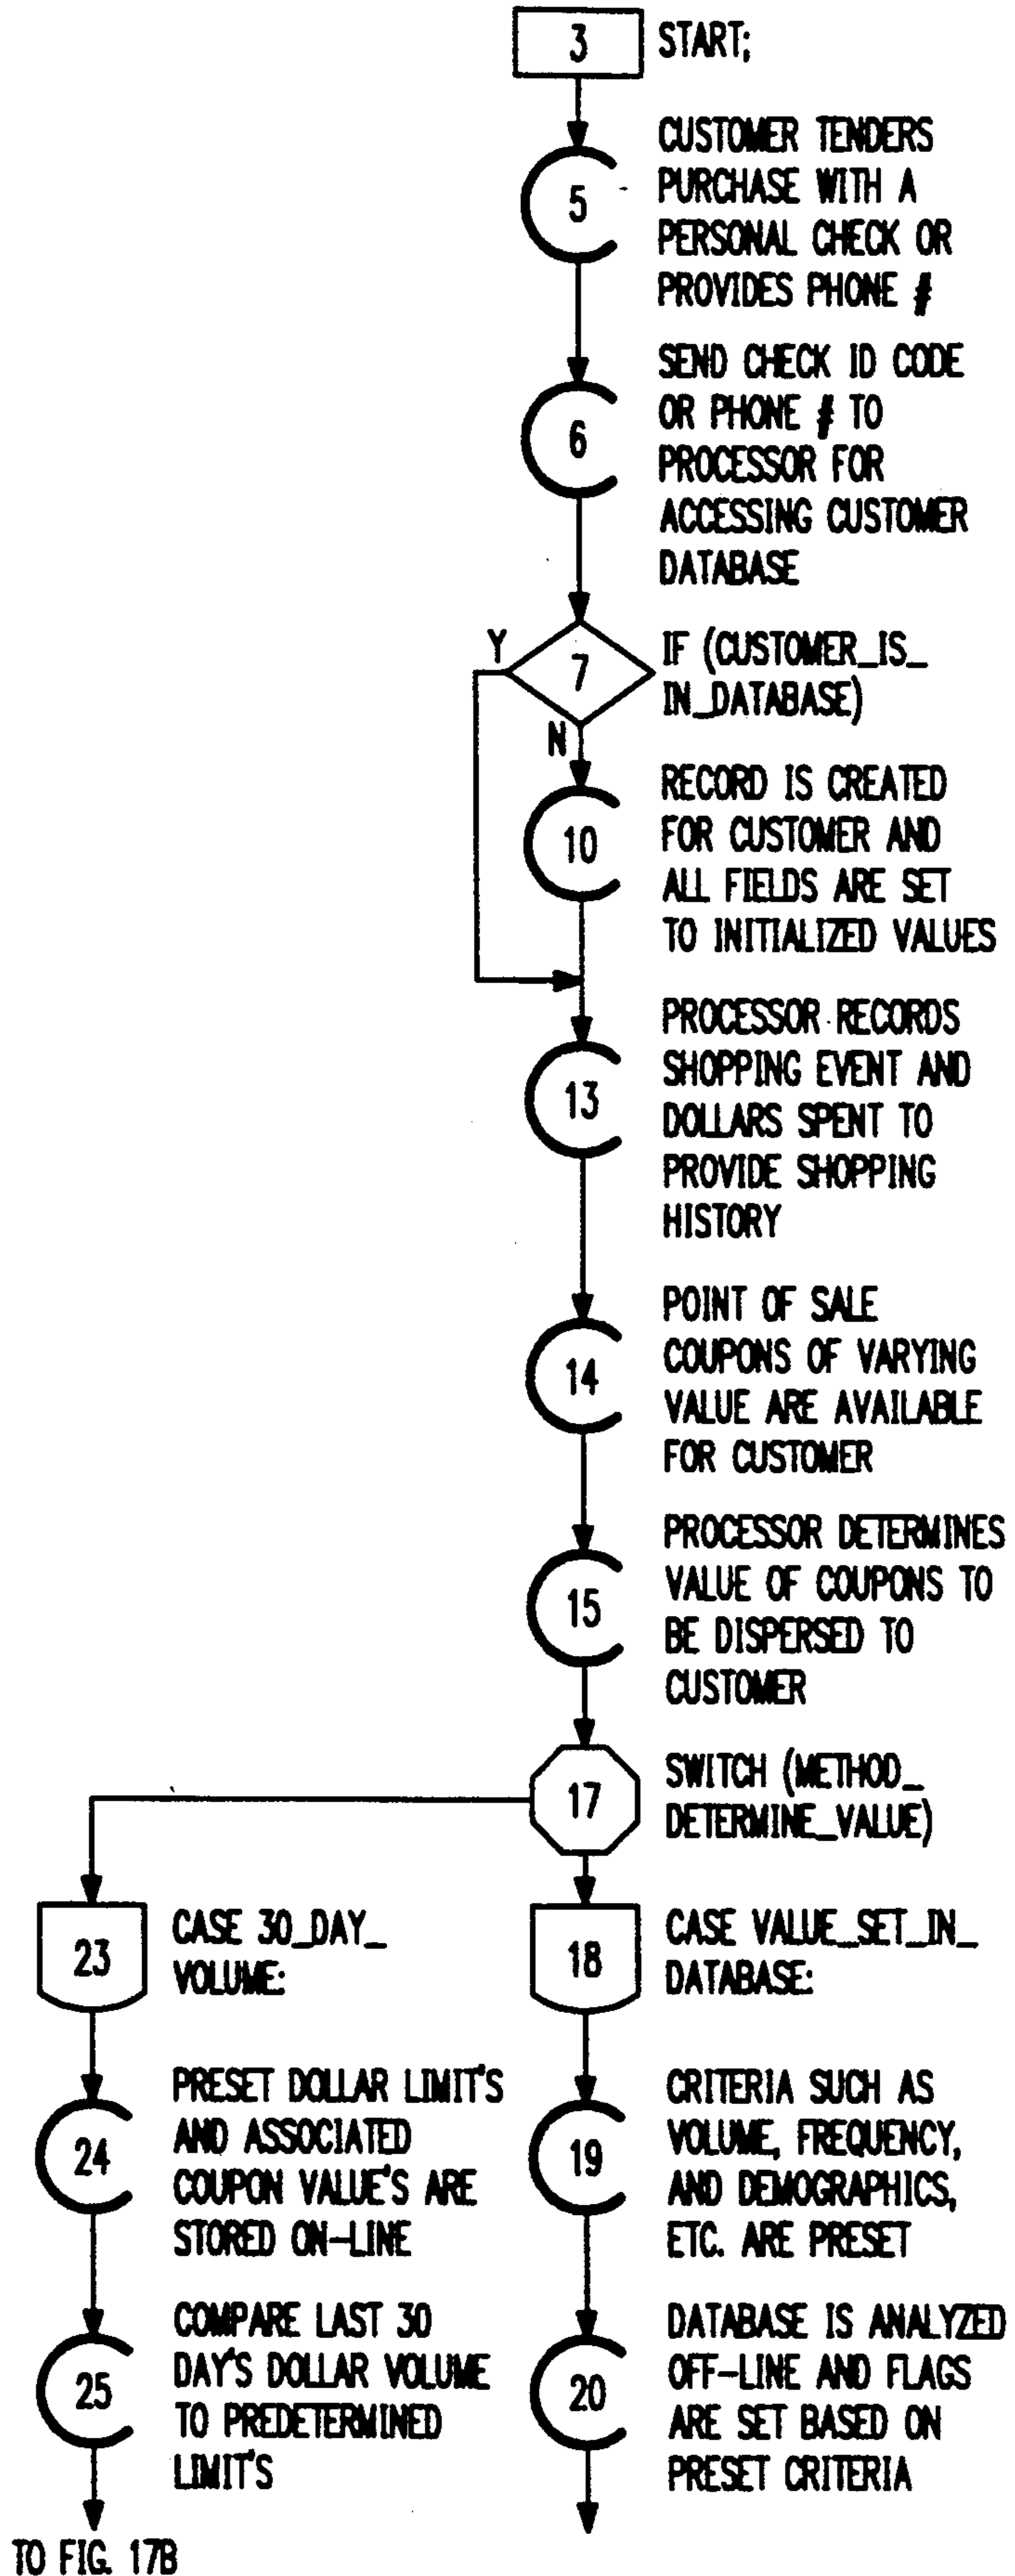 3 START;
5
CUSTOMER TENDERS
PURCHASE WITH A
PERSONAL CHECK OR
PROVIDES PHONE #
6
SEND CHECK ID CODE
OR PHONE # TO
PROCESSOR FOR
ACCESSING CUSTOMER
DATABASE
Y
7
N
IF (CUSTOMER_IS_
IN_DATABASE)
10
RECORD IS CREATED
FOR CUSTOMER AND
ALL FIELDS ARE SET
TO INITIALIZED VALUES
13
PROCESSOR RECORDS
SHOPPING EVENT AND
DOLLARS SPENT TO
PROVIDE SHOPPING
HISTORY
14
POINT OF SALE
COUPONS OF VARYING
VALUE ARE AVAILABLE
FOR CUSTOMER
15
PROCESSOR DETERMINES
VALUE OF COUPONS TO
BE DISPERSED TO
CUSTOMER
17
SWITCH (METHOD_
DETERMINE_VALUE)
23
CASE 30_DAY_
VOLUME:
18
CASE VALUE_SET_IN_
DATABASE:
24
PRESET DOLLAR LIMIT'S
AND ASSOCIATED
COUPON VALUE'S ARE
STORED ON-LINE
19
CRITERIA SUCH AS
VOLUME, FREQUENCY,
AND DEMOGRAPHICS,
ETC. ARE PRESET
25
COMPARE LAST 30
DAY'S DOLLAR VOLUME
TO PREDETERMINED
LIMIT'S
20
DATABASE IS ANALYZED
OFF-LINE AND FLAGS
ARE SET BASED ON
PRESET CRITERIA
TO FIG. 17B